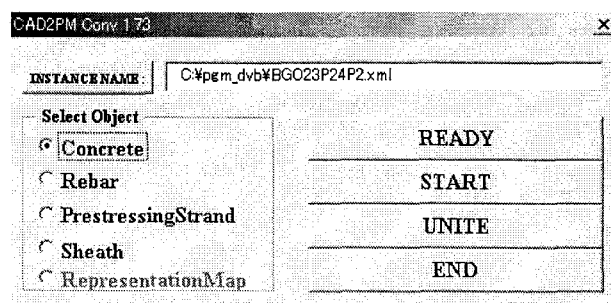 CAD2PM Conv 1.73
INSTANCENAME: C:¥pgm_dvb¥BGO23P24P2.xml
Select Object
Concrete
Rebar
PrestressingStrand
Sheath
RepresentationMap
READY
START
UNITE
END